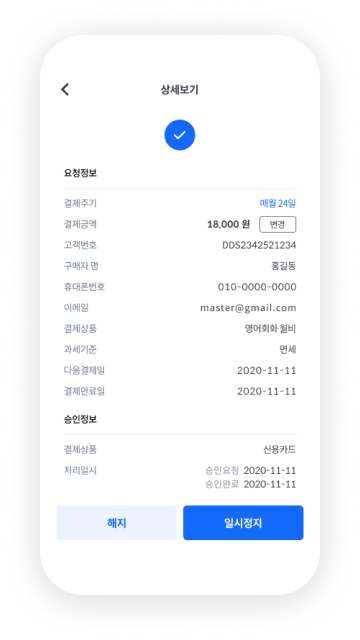 상세보기
요청정보
결제주기 매월 24일
결제금액 18,000 원 변경
고객번호 DDS2342521234
구매자 명 홍길동
휴대폰번호 010-0000-0000
이메일 master@gmail.com
결제상품 영어회화 월비
과세기준 면세
다음결제일 2020-11-11
결제만료일 2020-11-11
승인정보
결제상품 신용카드
처리일시 승인요청 2020-11-11
승인완료 2020-11-11
해지 일시정지